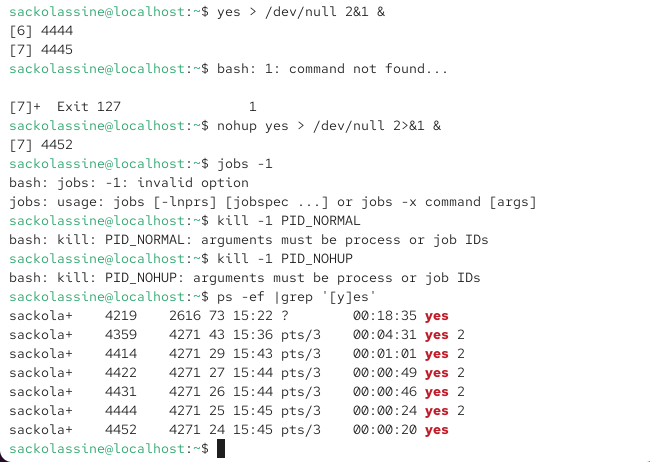 sackolassine@localhost:~$ yes > /dev/null 2&1 &
[6] 4444
[7] 4445
sackolassine@localhost:~$ bash: 1: command not found...
[7]+  Exit 127                1
sackolassine@localhost:~$ nohup yes > /dev/null 2>&1 &
[7] 4452
sackolassine@localhost:~$ jobs -1
bash: jobs: -1: invalid option
jobs: usage: jobs [-lnprs] [jobspec ...] or jobs -x command [args]
sackolassine@localhost:~$ kill -1 PID_NORMAL
bash: kill: PID_NORMAL: arguments must be process or job IDs
sackolassine@localhost:~$ kill -1 PID_NOHUP
bash: kill: PID_NOHUP: arguments must be process or job IDs
sackolassine@localhost:~$ ps -ef |grep '[y]es'
sackola+    4219    2616 73 15:22 ?        00:18:35 yes
sackola+    4359    4271 43 15:36 pts/3    00:04:31 yes 2
sackola+    4414    4271 29 15:43 pts/3    00:01:01 yes 2
sackola+    4422    4271 27 15:44 pts/3    00:00:49 yes 2
sackola+    4431    4271 26 15:44 pts/3    00:00:46 yes 2
sackola+    4444    4271 25 15:45 pts/3    00:00:24 yes 2
sackola+    4452    4271 24 15:45 pts/3    00:00:20 yes
sackolassine@localhost:~$